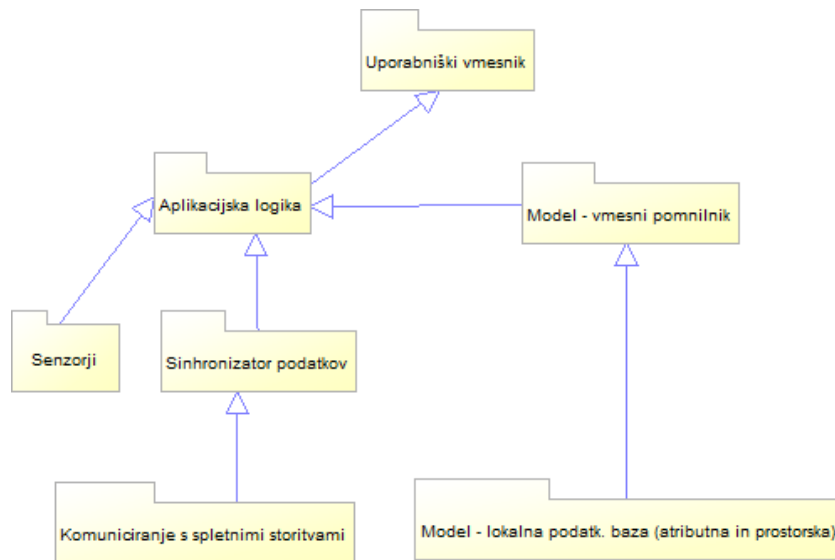 Uporabniški vmesnik
Aplikacijska logika
Model - vmesni pomnilnik
Senzorji
Sinhronizator podatkov
Komuniciranje s spletnimi storitvami
Model - lokalna podatk. baza (atributna in prostorska)